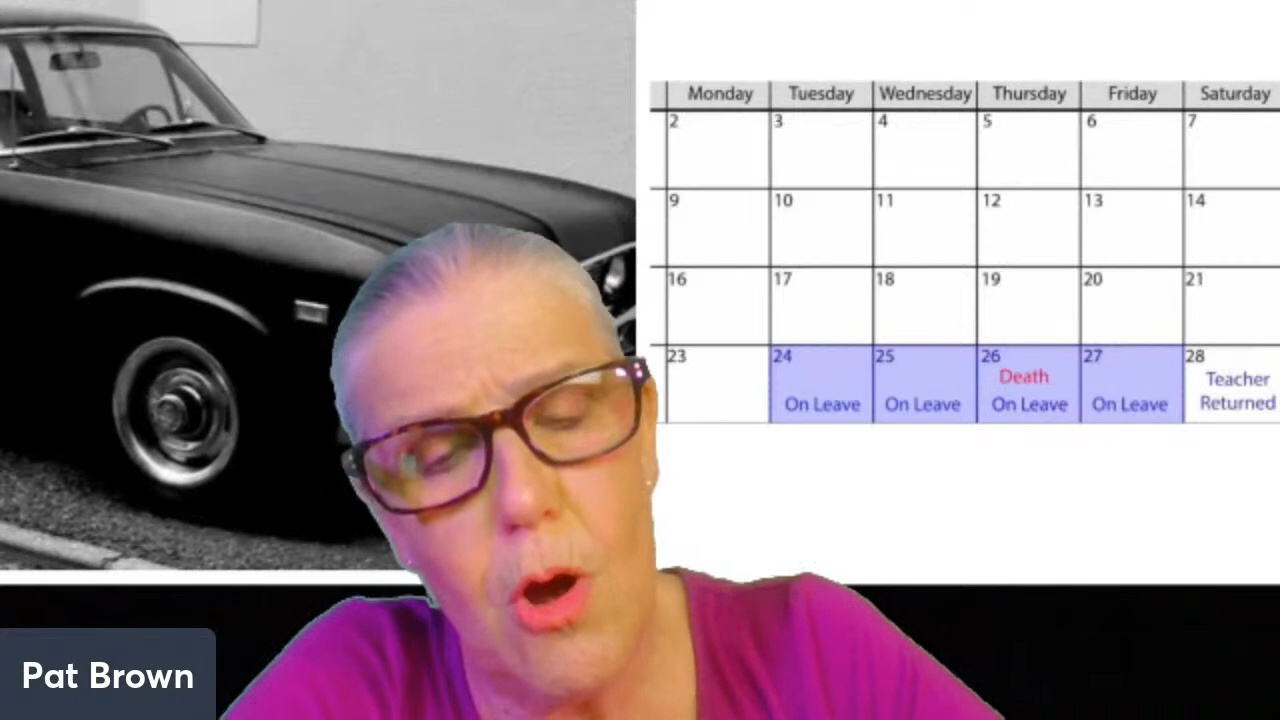 Monday Tuesday Wednesday Thursday Friday Saturday
2 3 4 5 6 7
9 10 11 12 13 14
16 17 18 19 20 21
23 24 25 26 27 28
Death Teacher
On Leave On Leave On Leave On Leave Returned
Pat Brown